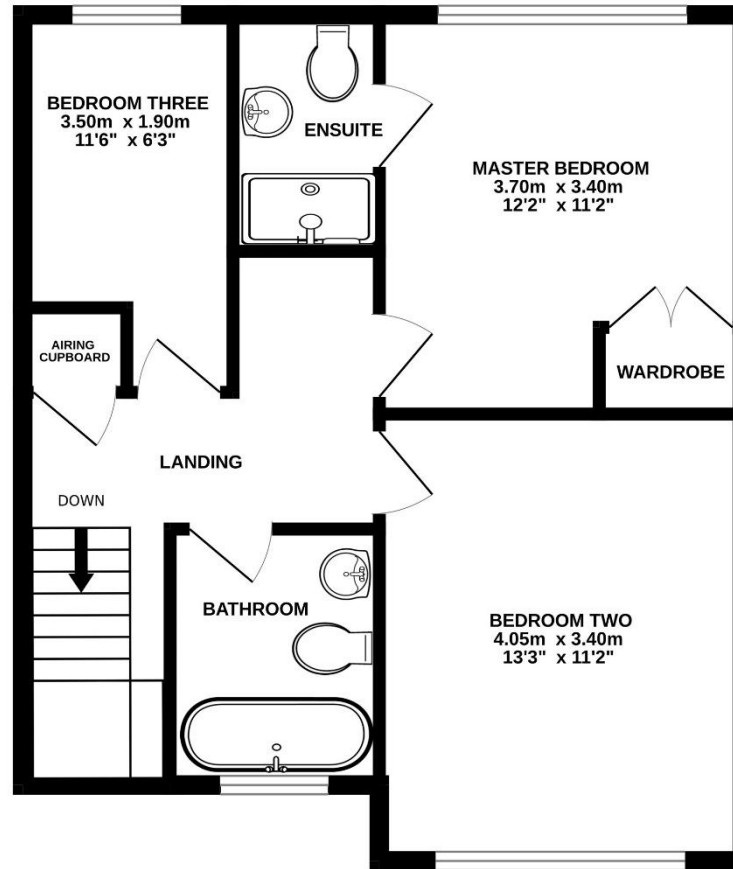 BEDROOM THREE
3.50m x 1.90m
11'6" x 6'3"
ENSUITE
MASTER BEDROOM
3.70m x 3.40m
12'2" x 11'2"
AIRING
CUPBOARD
WARDROBE
LANDING
DOWN
BATHROOM
BEDROOM TWO
4.05m x 3.40m
13'3" x 11'2"